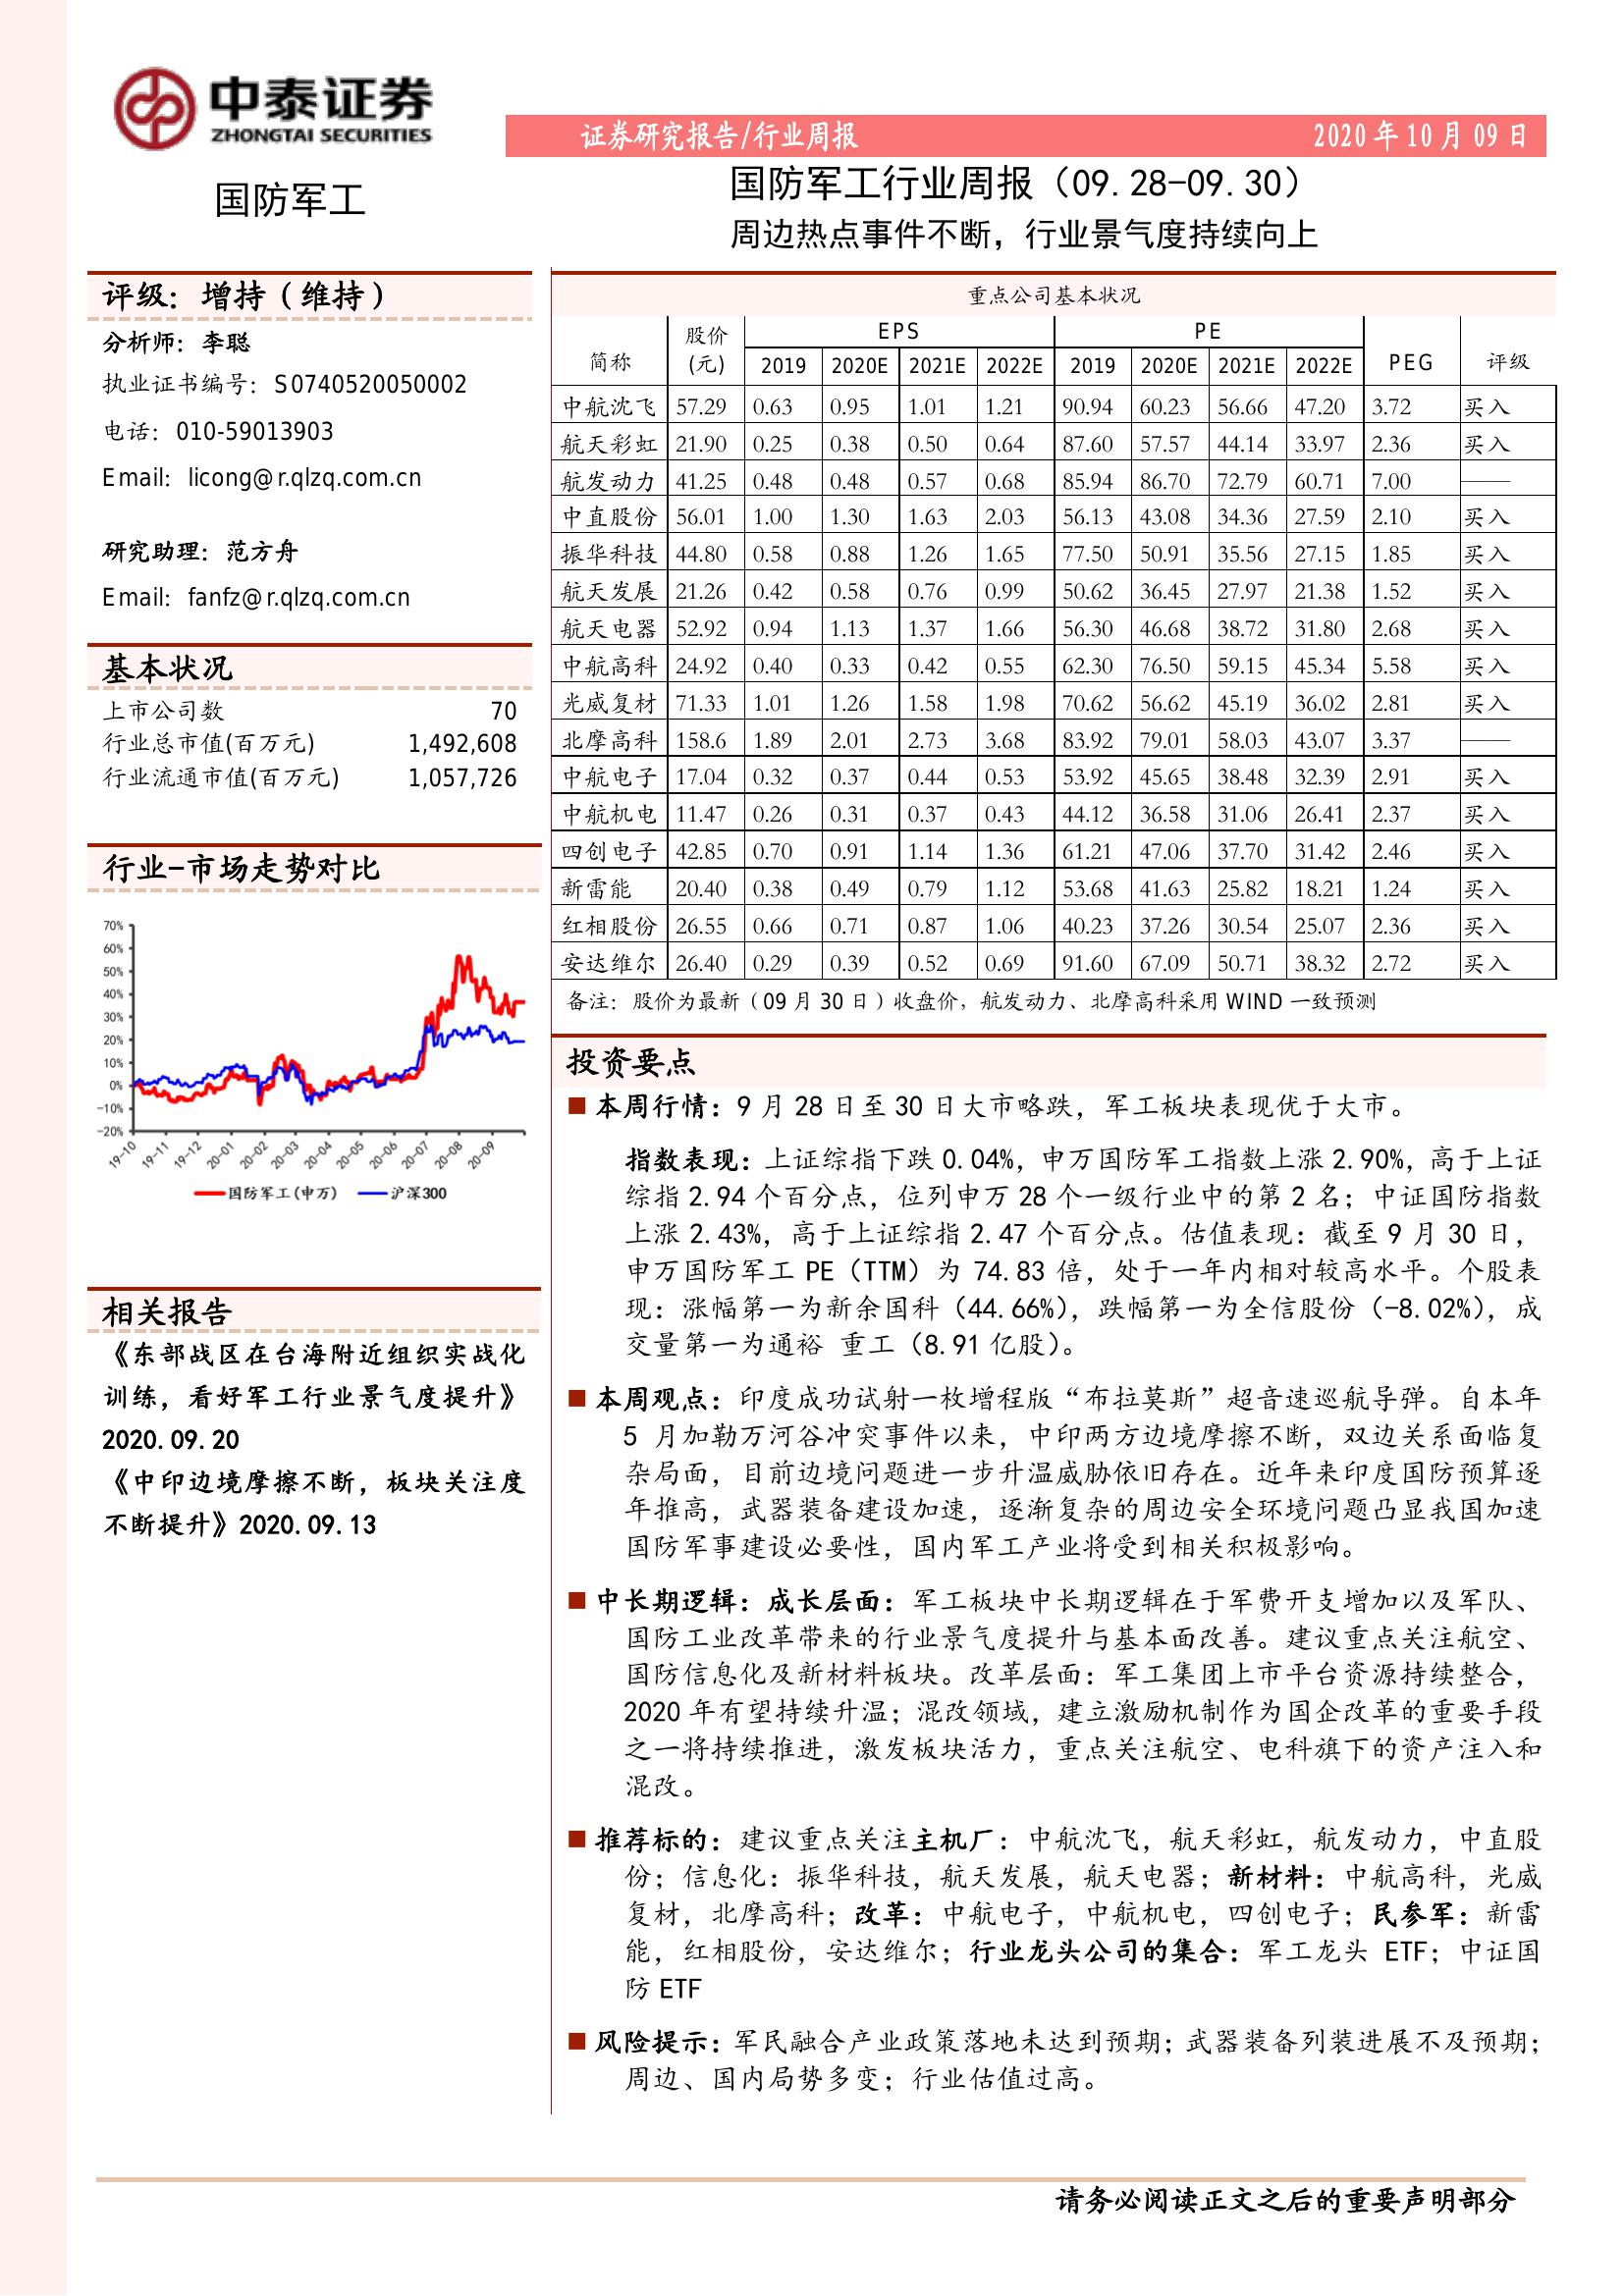 中泰证券
ZHONGTAI SECURITIES
证券研究报告/行业周报 2020年10月09日
国防军工
国防军工行业周报（09.28-09.30）
周边热点事件不断，行业景气度持续向上
评级：增持（维持）
分析师：李聪
执业证书编号：S0740520050002
电话：010-59013903
Email：licong@r.qlzq.com.cn
研究助理：范方舟
Email：fanfz@r.qlzq.com.cn
基本状况
上市公司数 70
行业总市值(百万元) 1,492,608
行业流通市值(百万元) 1,057,726
行业-市场走势对比
70%
60%
50%
40%
30%
20%
10%
0%
-10%
-20%
19-10 19-11 19-12 20-01 20-02 20-03 20-04 20-05 20-06 20-07 20-08 20-09
国防军工(申万) 沪深300
相关报告
《东部战区在台海附近组织实战化
训练，看好军工行业景气度提升》
2020.09.20
《中印边境摩擦不断，板块关注度
不断提升》2020.09.13
重点公司基本状况
简称 股价(元) EPS PE PEG 评级
2019 2020E 2021E 2022E 2019 2020E 2021E 2022E
中航沈飞 57.29 0.63 0.95 1.01 1.21 90.94 60.23 56.66 47.20 3.72 买入
航天彩虹 21.90 0.25 0.38 0.50 0.64 87.60 57.57 44.14 33.97 2.36 买入
航发动力 41.25 0.48 0.48 0.57 0.68 85.94 86.70 72.79 60.71 7.00 ——
中直股份 56.01 1.00 1.30 1.63 2.03 56.13 43.08 34.36 27.59 2.10 买入
振华科技 44.80 0.58 0.88 1.26 1.65 77.50 50.91 35.56 27.15 1.85 买入
航天发展 21.26 0.42 0.58 0.76 0.99 50.62 36.45 27.97 21.38 1.52 买入
航天电器 52.92 0.94 1.13 1.37 1.66 56.30 46.68 38.72 31.80 2.68 买入
中航高科 24.92 0.40 0.33 0.42 0.55 62.30 76.50 59.15 45.34 5.58 买入
光威复材 71.33 1.01 1.26 1.58 1.98 70.62 56.62 45.19 36.02 2.81 买入
北摩高科 158.6 1.89 2.01 2.73 3.68 83.92 79.01 58.03 43.07 3.37 ——
中航电子 17.04 0.32 0.37 0.44 0.53 53.92 45.65 38.48 32.39 2.91 买入
中航机电 11.47 0.26 0.31 0.37 0.43 44.12 36.58 31.06 26.41 2.37 买入
四创电子 42.85 0.70 0.91 1.14 1.36 61.21 47.06 37.70 31.42 2.46 买入
新雷能 20.40 0.38 0.49 0.79 1.12 53.68 41.63 25.82 18.21 1.24 买入
红相股份 26.55 0.66 0.71 0.87 1.06 40.23 37.26 30.54 25.07 2.36 买入
安达维尔 26.40 0.29 0.39 0.52 0.69 91.60 67.09 50.71 38.32 2.72 买入
备注：股价为最新（09月30日）收盘价，航发动力、北摩高科采用WIND一致预测
投资要点
■ 本周行情：9 月 28 日至 30 日大市略跌，军工板块表现优于大市。
指数表现：上证综指下跌 0.04%，申万国防军工指数上涨 2.90%，高于上证
综指 2.94 个百分点，位列申万 28 个一级行业中的第 2 名；中证国防指数
上涨 2.43%，高于上证综指 2.47 个百分点。估值表现：截至 9 月 30 日，
申万国防军工 PE（TTM）为 74.83 倍，处于一年内相对较高水平。个股表
现：涨幅第一为新余国科（44.66%），跌幅第一为全信股份（-8.02%），成
交量第一为通裕 重工（8.91 亿股）。
■ 本周观点：印度成功试射一枚增程版“布拉莫斯”超音速巡航导弹。自本年
5 月加勒万河谷冲突事件以来，中印两方边境摩擦不断，双边关系面临复
杂局面，目前边境问题进一步升温威胁依旧存在。近年来印度国防预算逐
年推高，武器装备建设加速，逐渐复杂的周边安全环境问题凸显我国加速
国防军事建设必要性，国内军工产业将受到相关积极影响。
■ 中长期逻辑：成长层面：军工板块中长期逻辑在于军费开支增加以及军队、
国防工业改革带来的行业景气度提升与基本面改善。建议重点关注航空、
国防信息化及新材料板块。改革层面：军工集团上市平台资源持续整合，
2020 年有望持续升温；混改领域，建立激励机制作为国企改革的重要手段
之一将持续推进，激发板块活力，重点关注航空、电科旗下的资产注入和
混改。
■ 推荐标的：建议重点关注主机厂：中航沈飞，航天彩虹，航发动力，中直股
份；信息化：振华科技，航天发展，航天电器；新材料：中航高科，光威
复材，北摩高科；改革：中航电子，中航机电，四创电子；民参军：新雷
能，红相股份，安达维尔；行业龙头公司的集合：军工龙头 ETF；中证国
防 ETF
■ 风险提示：军民融合产业政策落地未达到预期；武器装备列装进展不及预期；
周边、国内局势多变；行业估值过高。
请务必阅读正文之后的重要声明部分